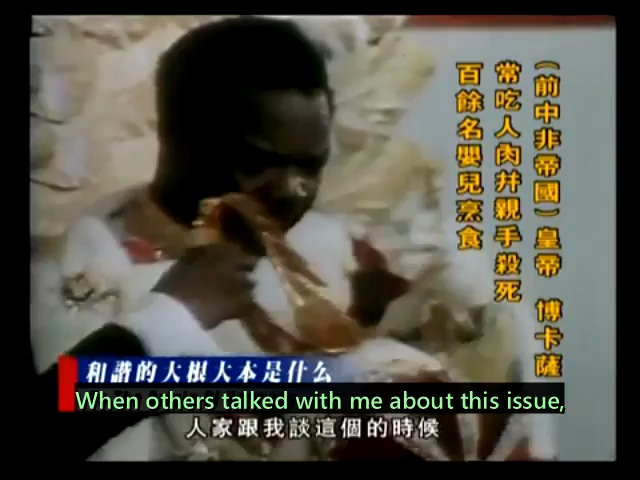 (前中非帝國)皇帝 博卡薩
常吃人肉并親手殺死
百餘名嬰兒烹食
和諧的大根大本是什么
When others talked with me about this issue,
人家跟我談這個的時候